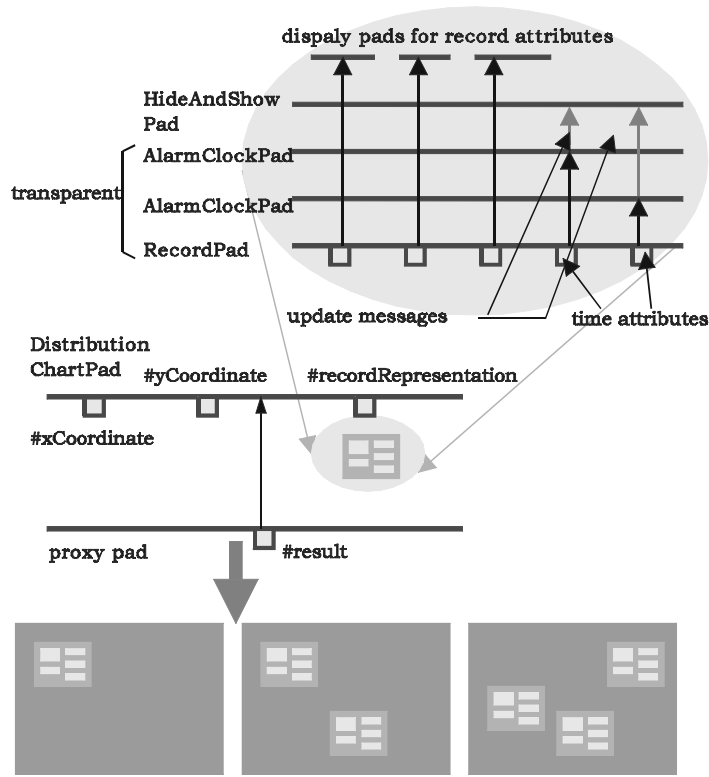 dispaly pads for record attributes
HideAndShow
Pad
AlarmClockPad
transparent
AlarmClockPad
RecordPad
update messages
time attributes
Distribution
ChartPad
#yCoordinate
#recordRepresentation
#xCoordinate
proxy pad
#result